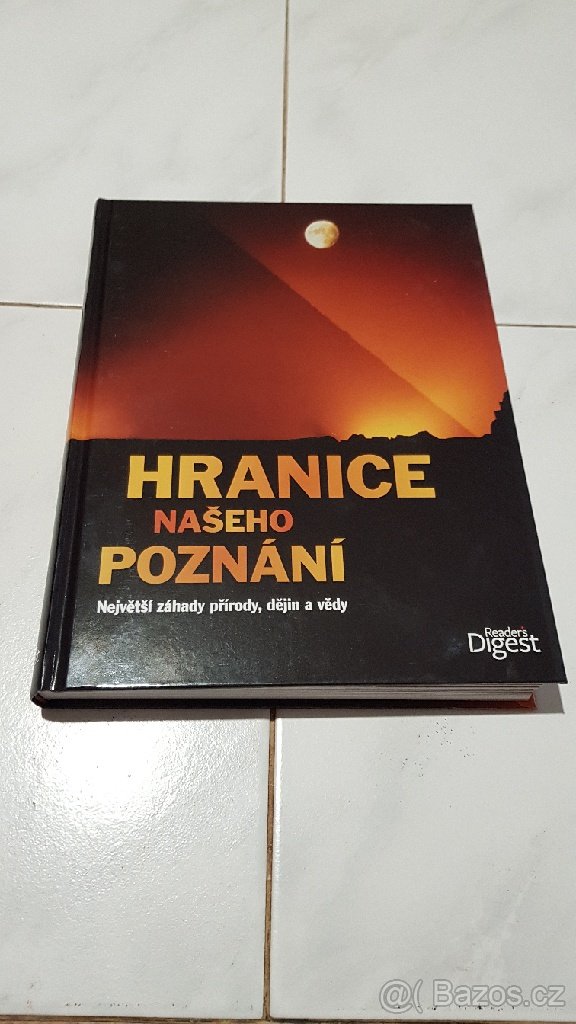 HRANICE
NAŠEHO
POZNÁNÍ
Největší záhady přírody, dějin a vědy
Reader's
Digest
@( Bazos.cz